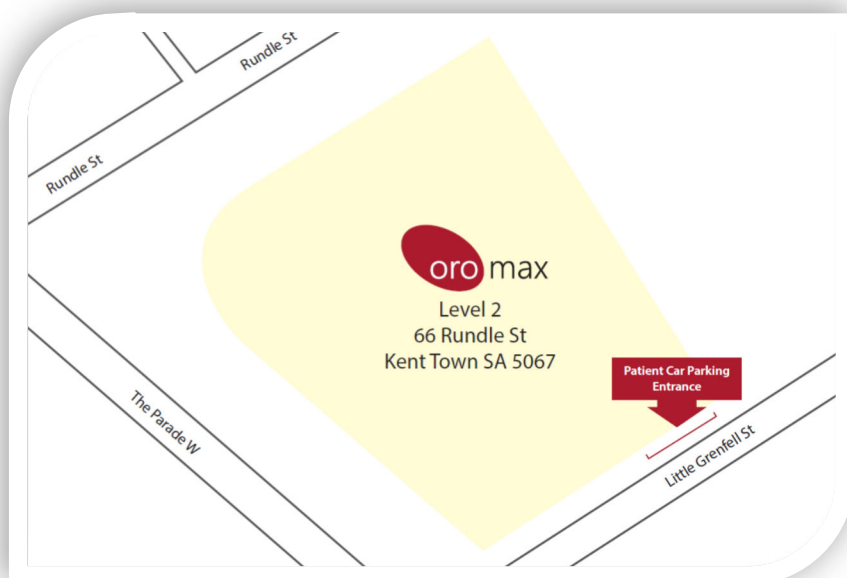 Rundle St
Rundle St
oro max
Level 2
66 Rundle St
Kent Town SA 5067
Patient Car Parking
Entrance
The Parade W
Little Grenfell St